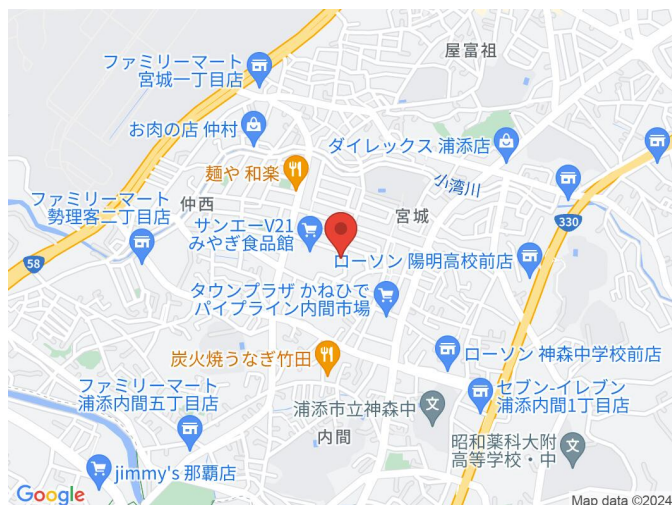 屋富祖
ファミリーマート
宮城一丁目店
お肉の店 仲村
ダイレックス 浦添店
麺や 和楽
小湾川
ファミリーマート
勢理客二丁目店
仲西
宮城
サンエーV21
みやぎ食品館
330
58
ローソン 陽明高校前店
タウンプラザ かねひで
パイプライン内間市場
炭火焼うなぎ竹田
ローソン 神森中学校前店
ファミリーマート
浦添内間五丁目店
セブン-イレブン
浦添内間1丁目店
浦添市立神森中
内間
昭和薬科大附
高等学校・中
jimmy's 那覇店
Google
Map data ©2024